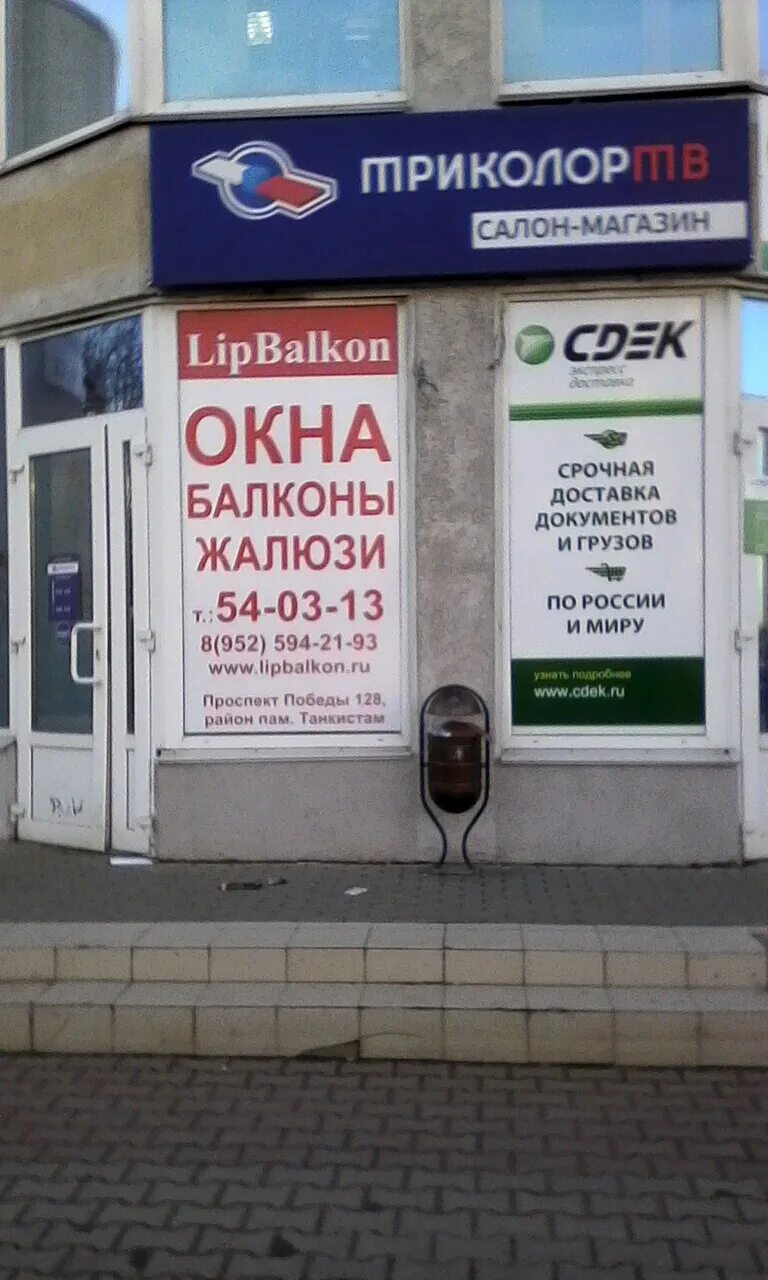 ТРИКОЛОР ТВ
САЛОН-МАГАЗИН
LipBalkon
ОКНА
БАЛКОНЫ
ЖАЛЮЗИ
т.: 54-03-13
8(952) 594-21-93
www.lipbalkon.ru
Проспект Победы 128,
район пам. Танкистам
CDEK
экспресс
доставка
СРОЧНАЯ
ДОСТАВКА
ДОКУМЕНТОВ
И ГРУЗОВ
ПО РОССИИ
И МИРУ
узнать подробнее
www.cdek.ru